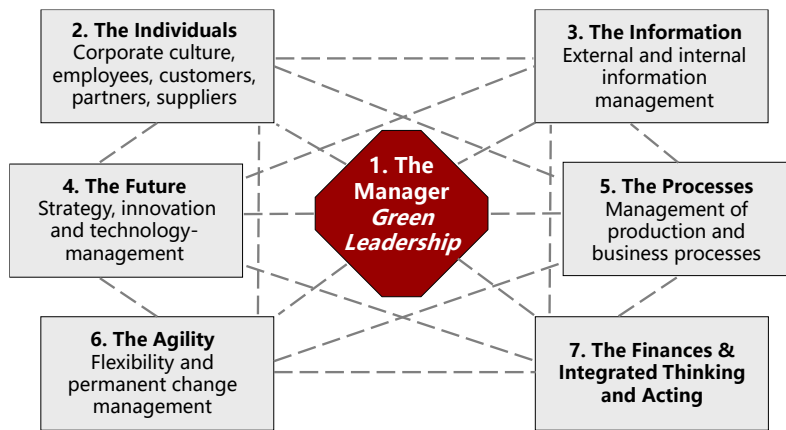 2. The Individuals
Corporate culture,
employees, customers,
partners, suppliers
3. The Information
External and internal
information
management
1. The
Manager
Green
Leadership
4. The Future
Strategy, innovation
and technology-
management
5. The Processes
Management of
production and
business processes
6. The Agility
Flexibility and
permanent change
management
7. The Finances &
Integrated Thinking
and Acting